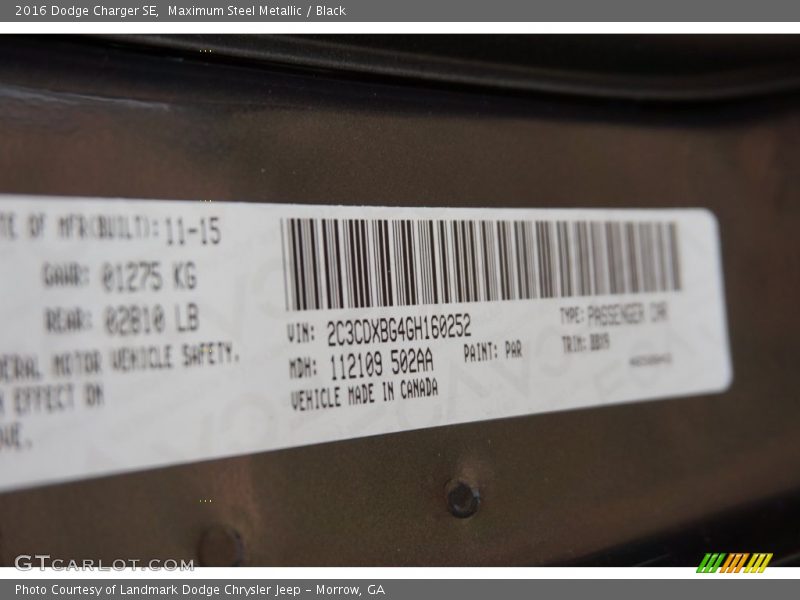 2016 Dodge Charger SE, Maximum Steel Metallic / Black
TE OF MFR(BUILT): 11-15
GAWR: 01275 KG
REAR: 02810 LB
ERAL MOTOR VEHICLE SAFETY.
N EFFECT ON
OVE.
VIN: 2C3CDXBG4GH160252
MDH: 112109 502AA
PAINT: PAR
VEHICLE MADE IN CANADA
TYPE: PASSENGER CAR
TRIM:
GTCARLOT.COM
Photo Courtesy of Landmark Dodge Chrysler Jeep – Morrow, GA